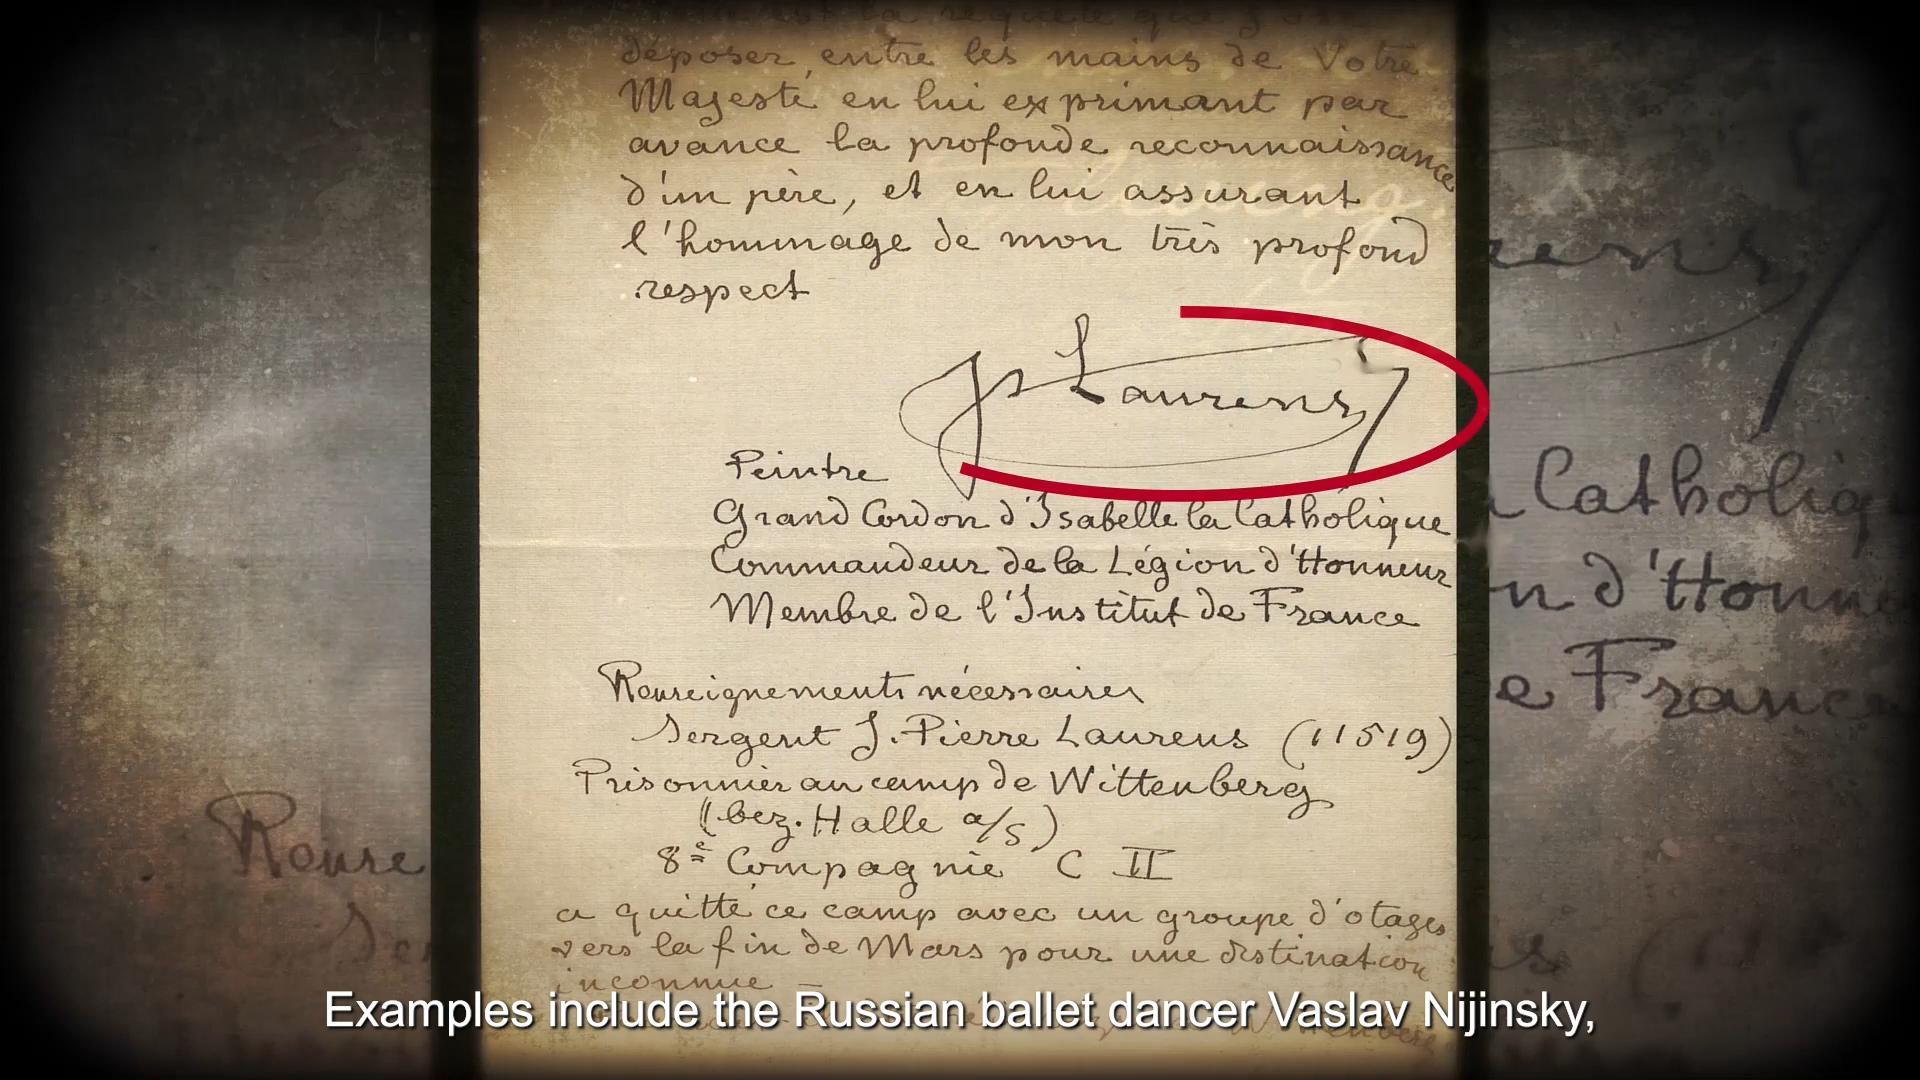 déposer entre les mains de Votre
Majesté en lui exprimant par
avance la profonde reconnaissance
d'un père, et en lui assurant
l'hommage de mon très profond
respect
JP Laurens
Peintre
Grand Cordon d'Isabelle la Catholique
Commandeur de la Légion d'Honneur
Membre de l'Institut de France
Renseignements nécessaires
Sergent J. Pierre Laurens (11519)
Prisonnier au camp de Wittenberg
(bez. Halle a/S)
8e Compagnie C II
a quitté ce camp avec un groupe d'otages
vers la fin de Mars pour une destination
inconnue –
Examples include the Russian ballet dancer Vaslav Nijinsky,